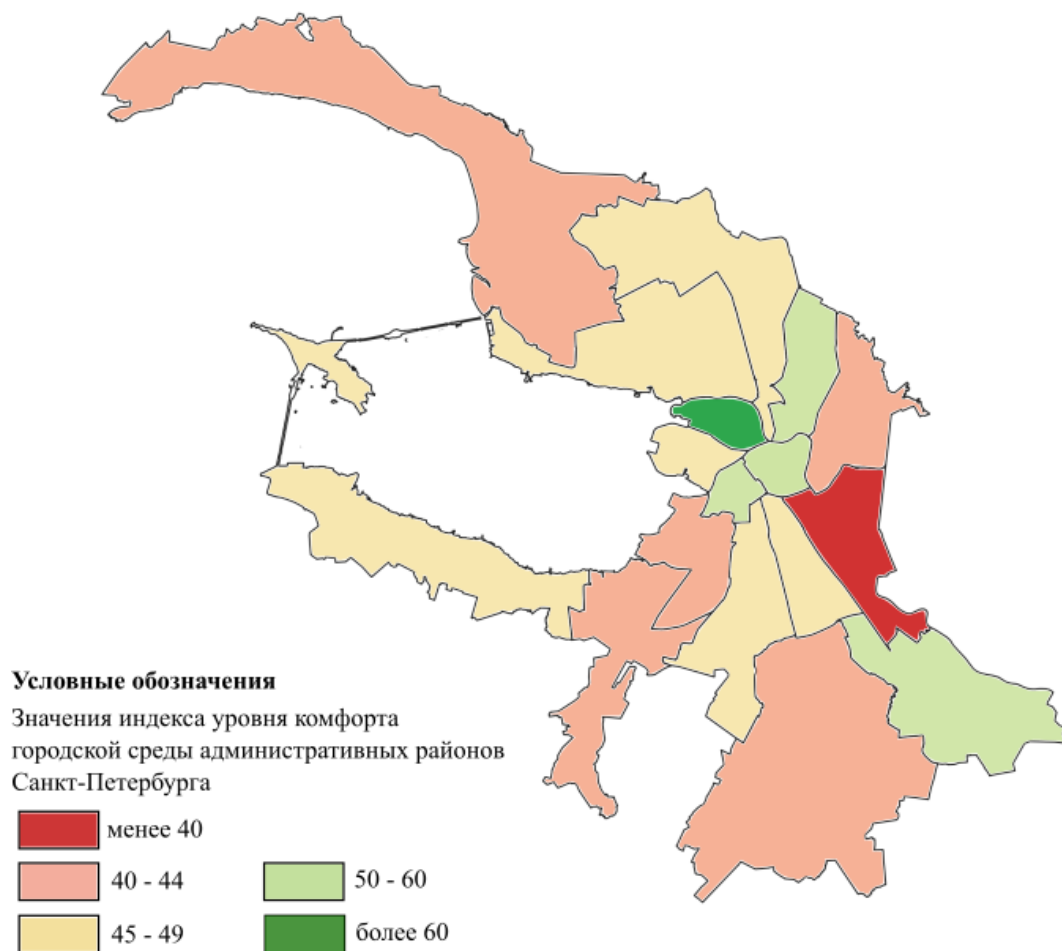 Условные обозначения
Значения индекса уровня комфорта
городской среды административных районов
Санкт-Петербурга
менее 40
40 - 44
50 - 60
45 - 49
более 60